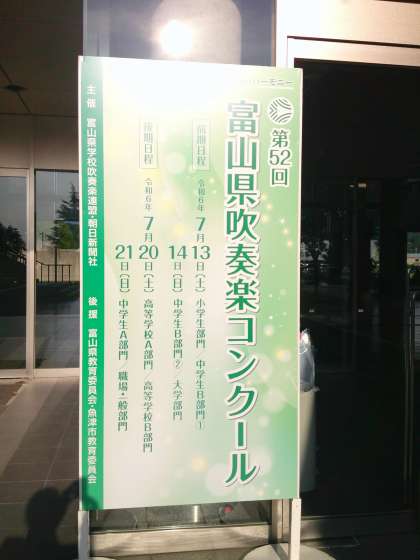 第52回
富山県吹奏楽コンクール
前期日程
令和6年 7月13日（土） 小学生部門 中学生B部門①
14日（日） 中学生B部門② 大学部門
後期日程
令和6年 7月20日（土） 高等学校A部門 高等学校B部門
21日（日） 中学生A部門 職場・一般部門
主催 富山県学校吹奏楽連盟・朝日新聞社 後援 富山県教育委員会・魚津市教育委員会